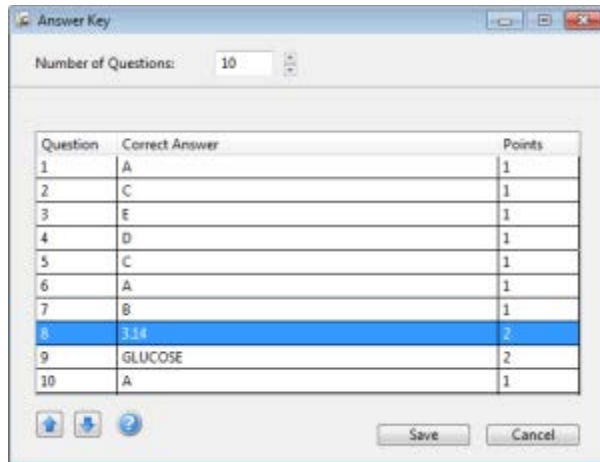 Answer Key
Number of Questions: 10
Question Correct Answer Points
1 A 1
2 C 1
3 E 1
4 D 1
5 C 1
6 A 1
7 B 1
8 3.14 2
9 GLUCOSE 2
10 A 1
Save Cancel